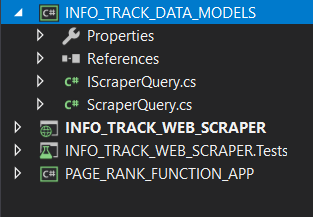 INFO_TRACK_DATA_MODELS
Properties
References
IScraperQuery.cs
ScraperQuery.cs
INFO_TRACK_WEB_SCRAPER
INFO_TRACK_WEB_SCRAPER.Tests
PAGE_RANK_FUNCTION_APP